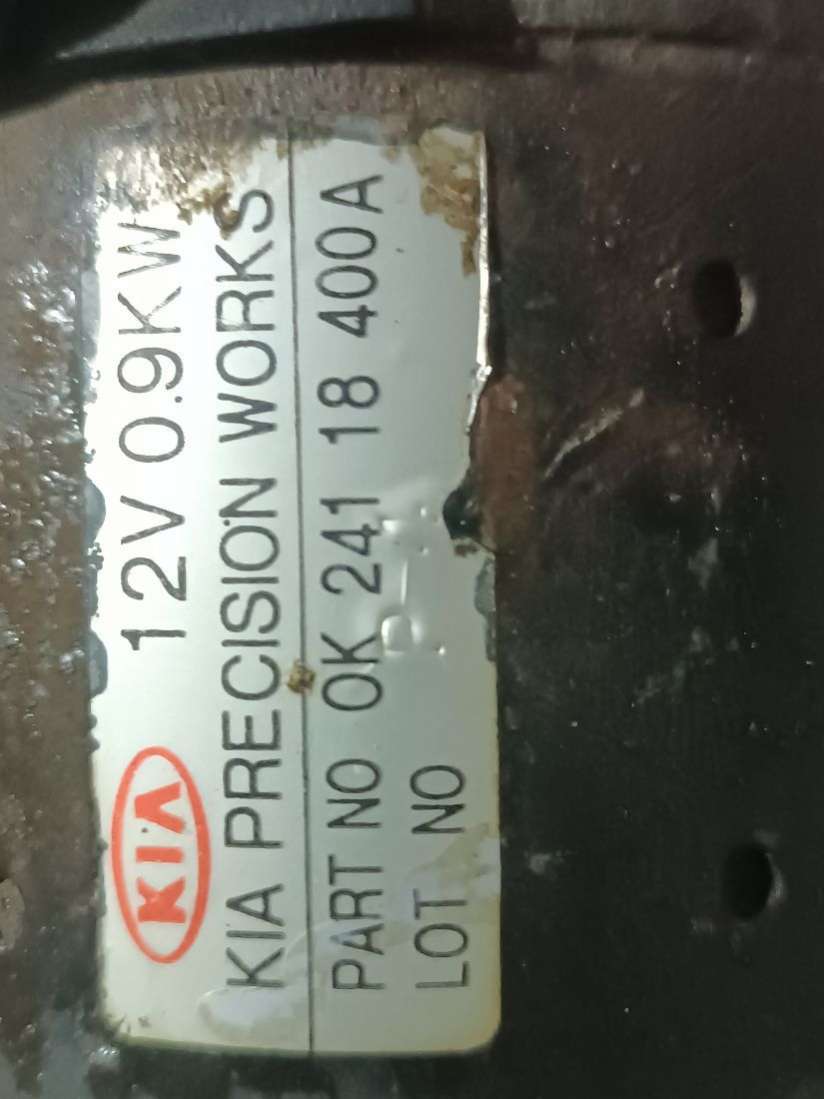 KIA 12V 0.9KW
KIA PRECISION WORKS
PART NO 0K 241 18 400A
LOT NO